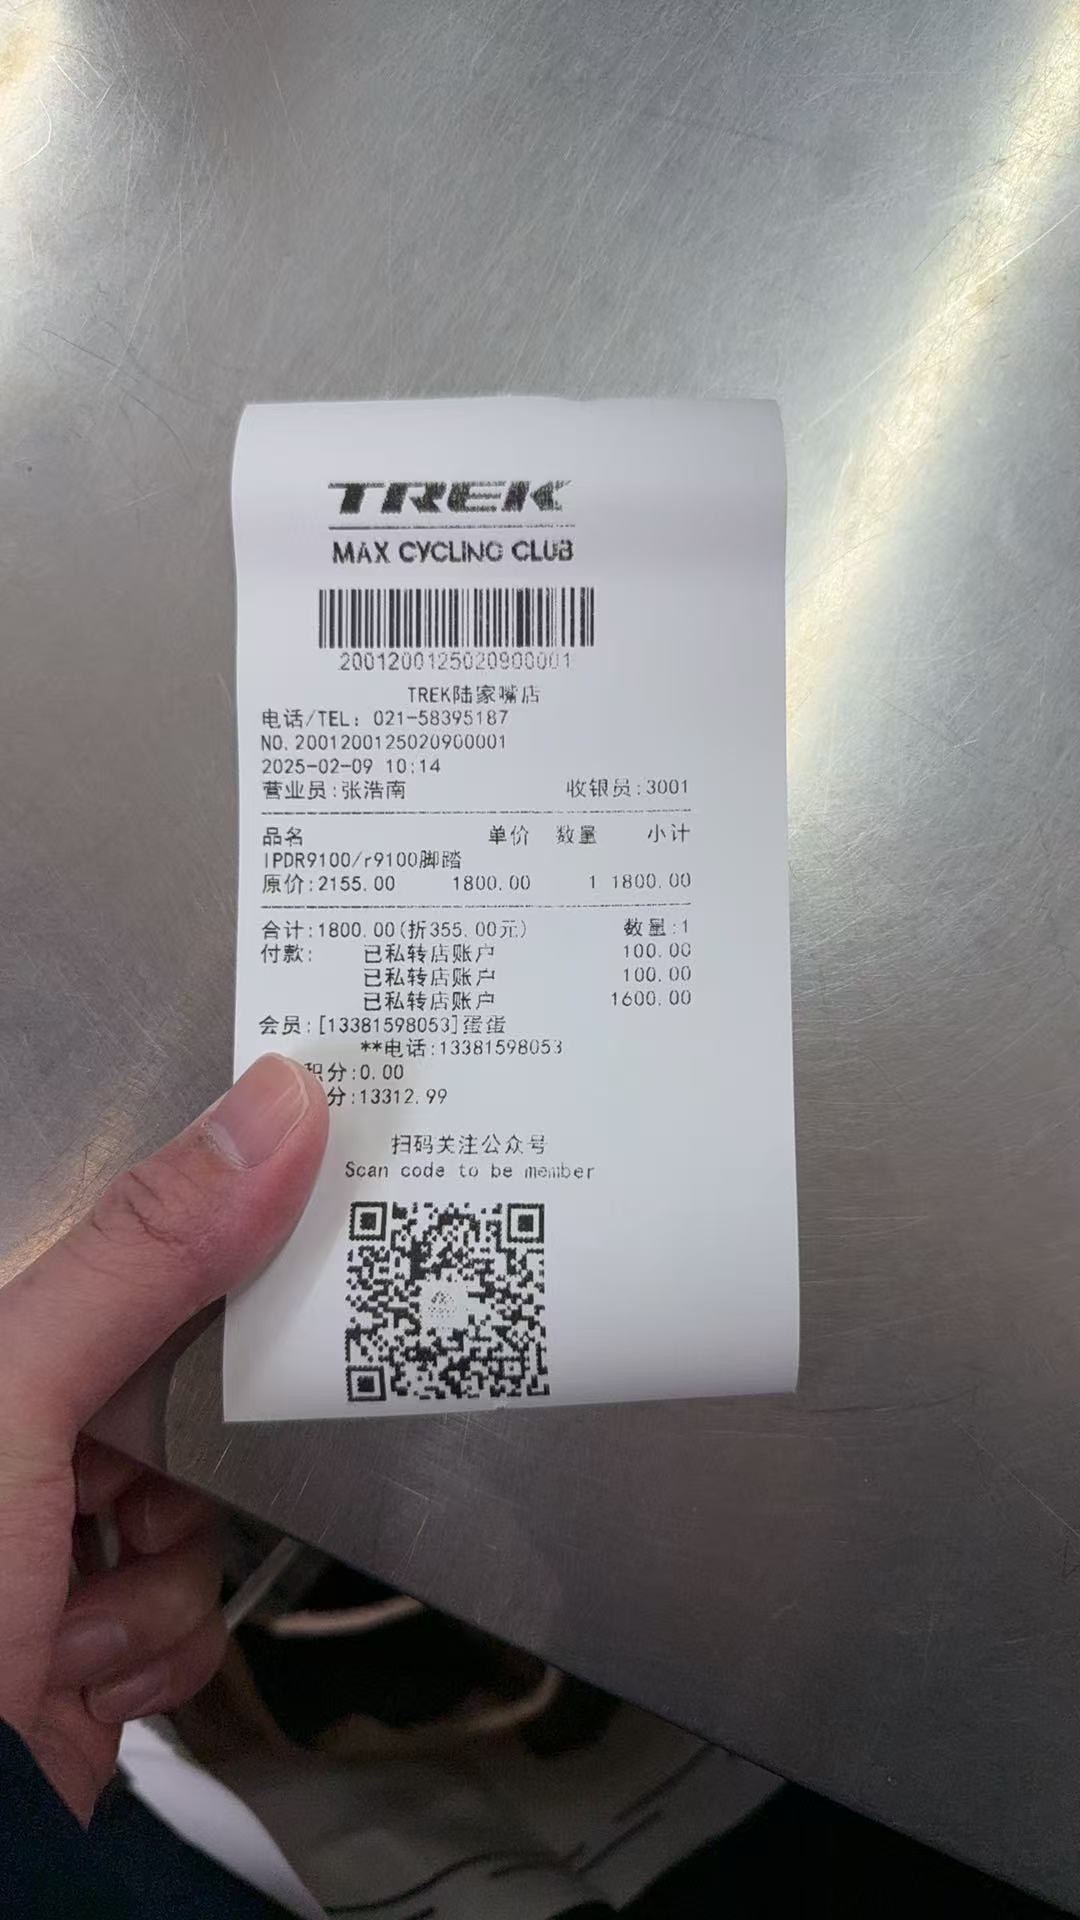 TREK
MAX CYCLING CLUB
2001200125020900001
TREK陆家嘴店
电话/TEL: 021-58395187
NO.2001200125020900001
2025-02-09 10:14
营业员:张浩南 收银员:3001
品名 单价 数量 小计
IPDR9100/r9100脚踏
原价:2155.00 1800.00 1 1800.00
合计:1800.00(折355.00元) 数量:1
付款: 已私转店账户 100.00
已私转店账户 100.00
已私转店账户 1600.00
会员:[13381598053]蛋蛋
**电话:13381598053
积分:0.00
分:13312.99
扫码关注公众号
Scan code to be member